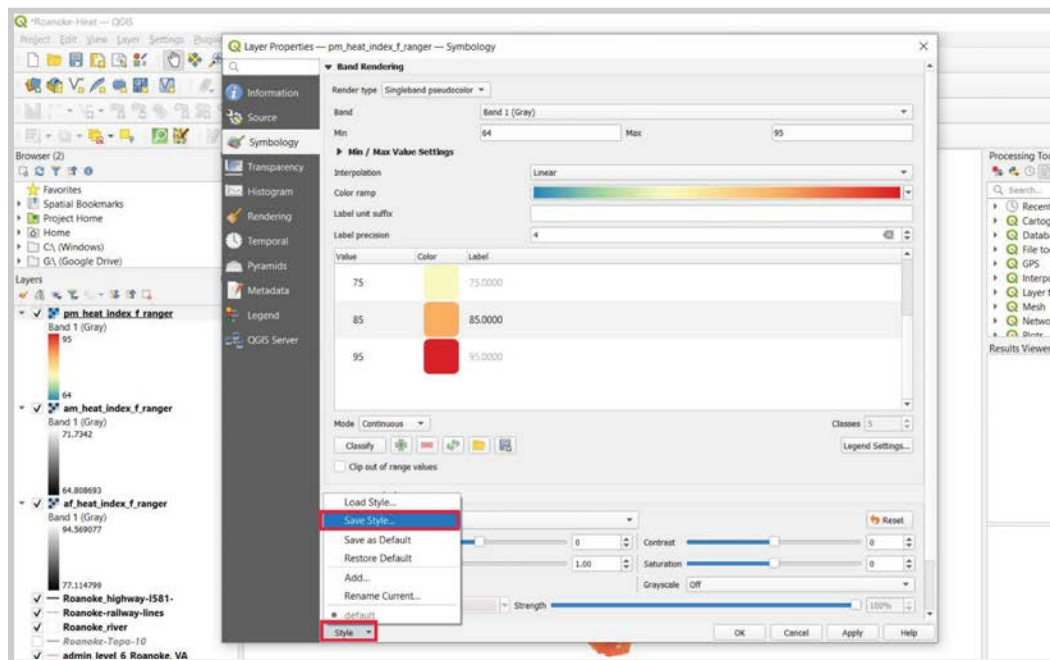 *Roanoke-Heat — QGIS
Project Edit View Layer Settings Plugins
Layer Properties — pm_heat_index_f_ranger — Symbology
Information
Source
Symbology
Transparency
Histogram
Rendering
Temporal
Pyramids
Metadata
Legend
QGIS Server
Band Rendering
Render type Singleband pseudocolor
Band Band 1 (Gray)
Min 64 Max 95
Min / Max Value Settings
Interpolation Linear
Color ramp
Label unit suffix
Label precision 4
Value Color Label
75 75.0000
85 85.0000
95 95.0000
Mode Continuous Classes 5
Classify Legend Settings...
Clip out of range values
Load Style...
Save Style...
Save as Default
Restore Default
Add...
Rename Current...
default
Style
Reset
0 Contrast 0
1.00 Saturation 0
Grayscale Off
Strength 100%
OK Cancel Apply Help
Browser (2)
Favorites
Spatial Bookmarks
Project Home
Home
C:\ (Windows)
G:\ (Google Drive)
Layers
pm_heat_index_f_ranger
Band 1 (Gray)
95
64
am_heat_index_f_ranger
Band 1 (Gray)
71.7342
64.808693
af_heat_index_f_ranger
Band 1 (Gray)
94.569077
77.114799
Roanoke_highway-I581-
Roanoke-railway-lines
Roanoke_river
Roanoke-Topo-10
admin_level_6_Roanoke, VA
Processing Too
Search...
Recent
Cartog
Datab
File to
GPS
Interpo
Layer t
Mesh
Netwo
Plots
Results Viewer